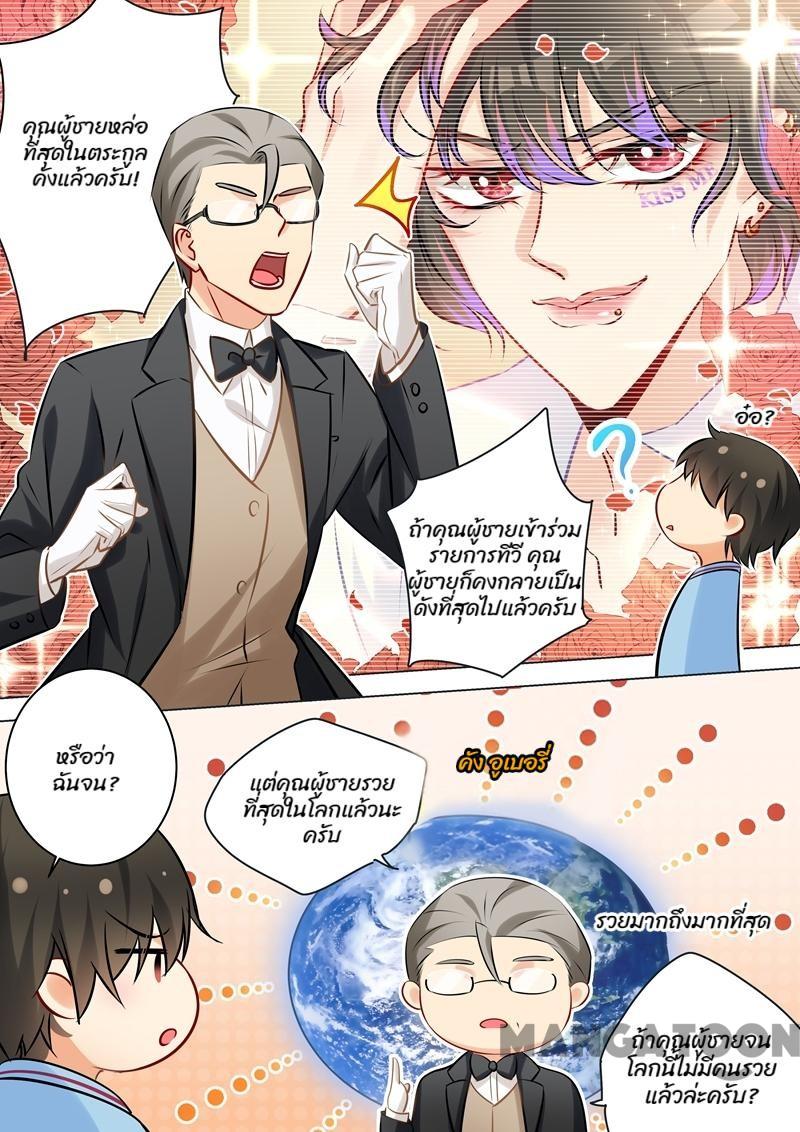 คุณผู้ชายหล่อ
ที่สุดในตระกูล
คังแล้วครับ!
KISS ME
อ๋อ?
ถ้าคุณผู้ชายเข้าร่วม
รายการทีวี คุณ
ผู้ชายก็คงกลายเป็น
ดังที่สุดไปแล้วครับ
หรือว่า
ฉันจน?
แต่คุณผู้ชายรวย
ที่สุดในโลกแล้วนะ
ครับ
คัง อูเบอรี่
รวยมากถึงมากที่สุด
ถ้าคุณผู้ชายจน
โลกนี้ไม่มีคนรวย
แล้วล่ะครับ?
MANGATOON